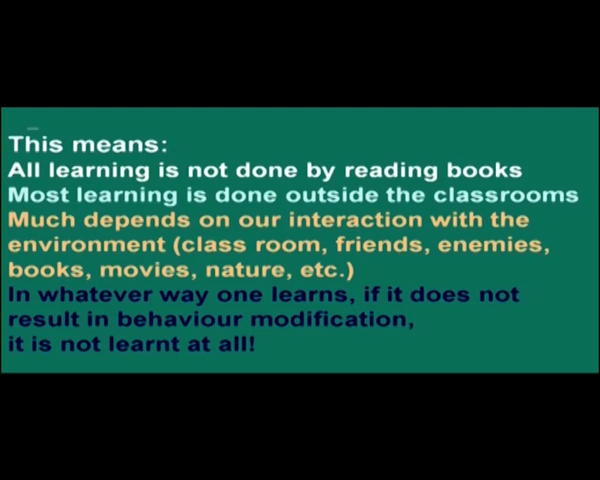 This means:
All learning is not done by reading books
Most learning is done outside the classrooms
Much depends on our interaction with the
environment (class room, friends, enemies,
books, movies, nature, etc.)
In whatever way one learns, if it does not
result in behaviour modification,
it is not learnt at all!